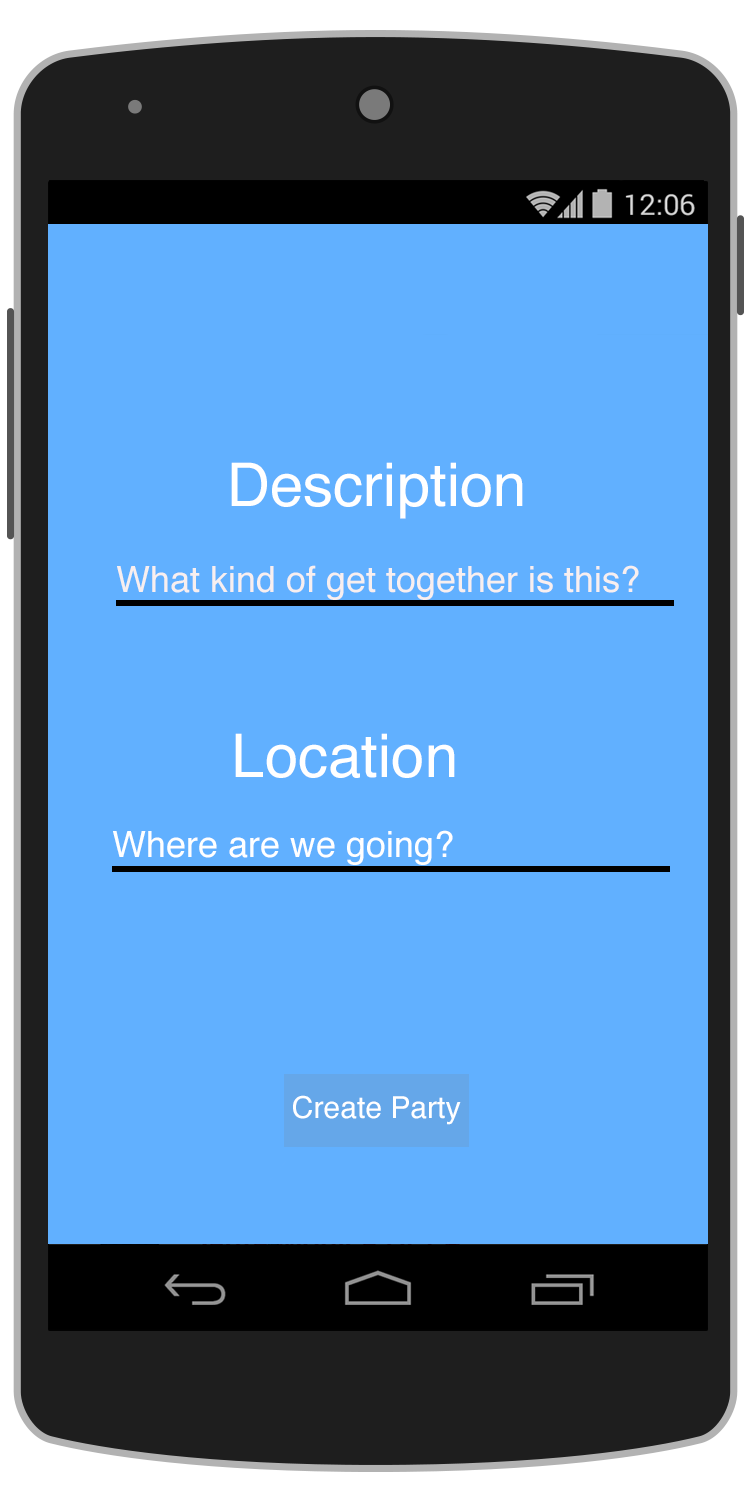 12:06
Description
What kind of get together is this?
Location
Where are we going?
Create Party